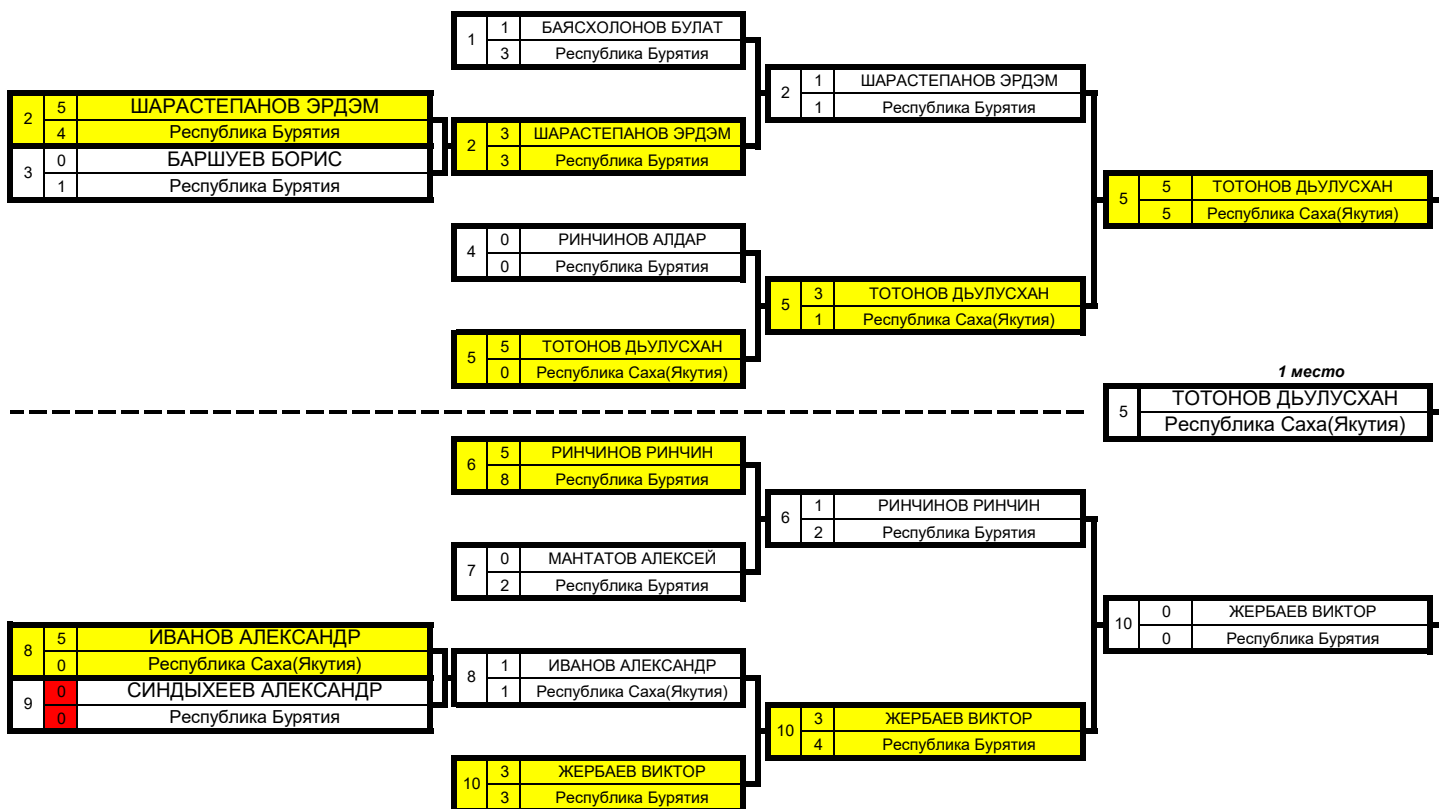 1 1 БАЯСХОЛОНОВ БУЛАТ
3 Республика Бурятия
2 5 ШАРАСТЕПАНОВ ЭРДЭМ
4 Республика Бурятия
3 0 БАРШУЕВ БОРИС
1 Республика Бурятия
2 3 ШАРАСТЕПАНОВ ЭРДЭМ
3 Республика Бурятия
2 1 ШАРАСТЕПАНОВ ЭРДЭМ
1 Республика Бурятия
4 0 РИНЧИНОВ АЛДАР
0 Республика Бурятия
5 5 ТОТОНОВ ДЬУЛУСХАН
0 Республика Саха(Якутия)
5 3 ТОТОНОВ ДЬУЛУСХАН
1 Республика Саха(Якутия)
5 5 ТОТОНОВ ДЬУЛУСХАН
5 Республика Саха(Якутия)
1 место
5 ТОТОНОВ ДЬУЛУСХАН
Республика Саха(Якутия)
6 5 РИНЧИНОВ РИНЧИН
8 Республика Бурятия
7 0 МАНТАТОВ АЛЕКСЕЙ
2 Республика Бурятия
6 1 РИНЧИНОВ РИНЧИН
2 Республика Бурятия
8 5 ИВАНОВ АЛЕКСАНДР
0 Республика Саха(Якутия)
9 0 СИНДЫХЕЕВ АЛЕКСАНДР
0 Республика Бурятия
8 1 ИВАНОВ АЛЕКСАНДР
1 Республика Саха(Якутия)
10 3 ЖЕРБАЕВ ВИКТОР
3 Республика Бурятия
10 3 ЖЕРБАЕВ ВИКТОР
4 Республика Бурятия
10 0 ЖЕРБАЕВ ВИКТОР
0 Республика Бурятия